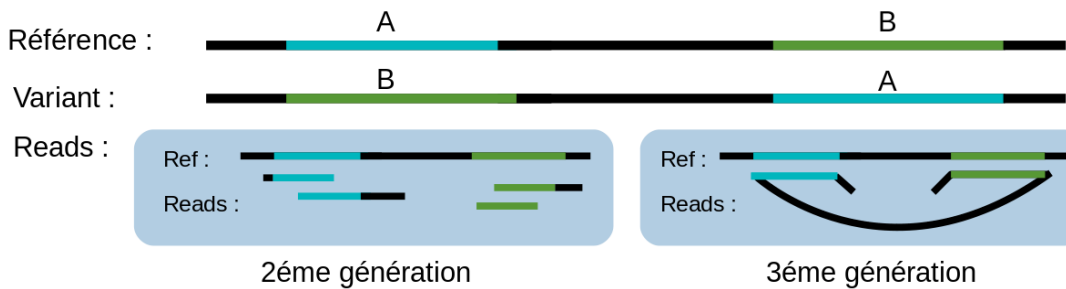 Référence : A B
Variant : B A
Reads :
Ref : Ref :
Reads : Reads :
2éme génération 3éme génération